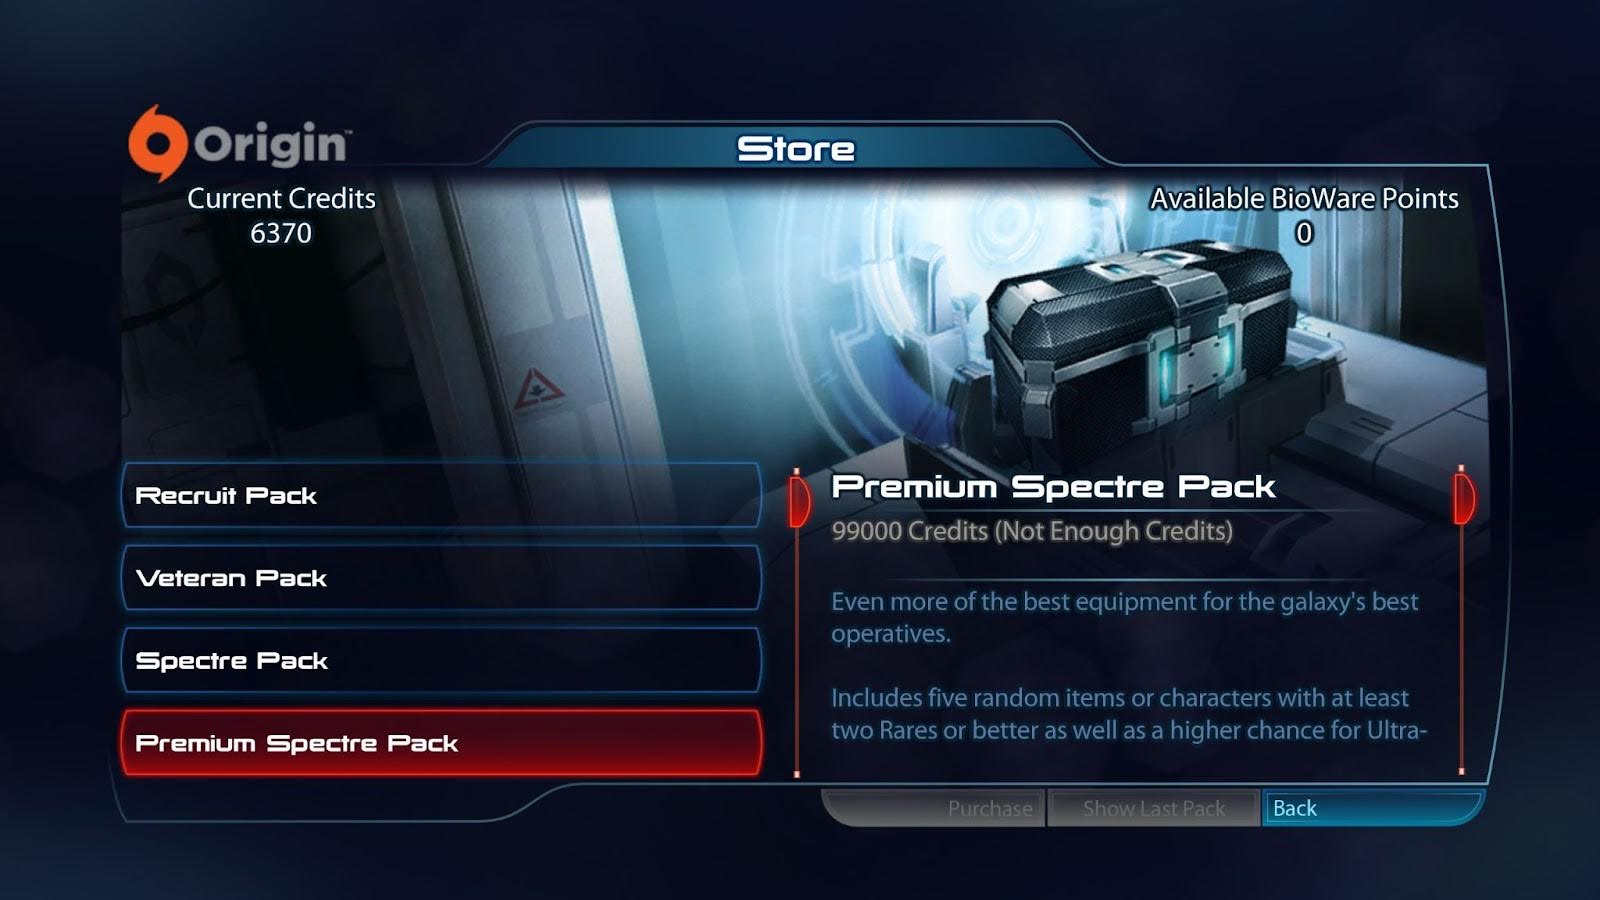 Origin™
Store
Current Credits
6370
Available BioWare Points
0
Recruit Pack
Veteran Pack
Spectre Pack
Premium Spectre Pack
Premium Spectre Pack
99000 Credits (Not Enough Credits)
Even more of the best equipment for the galaxy's best
operatives.
Includes five random items or characters with at least
two Rares or better as well as a higher chance for Ultra-
Purchase
Show Last Pack
Back